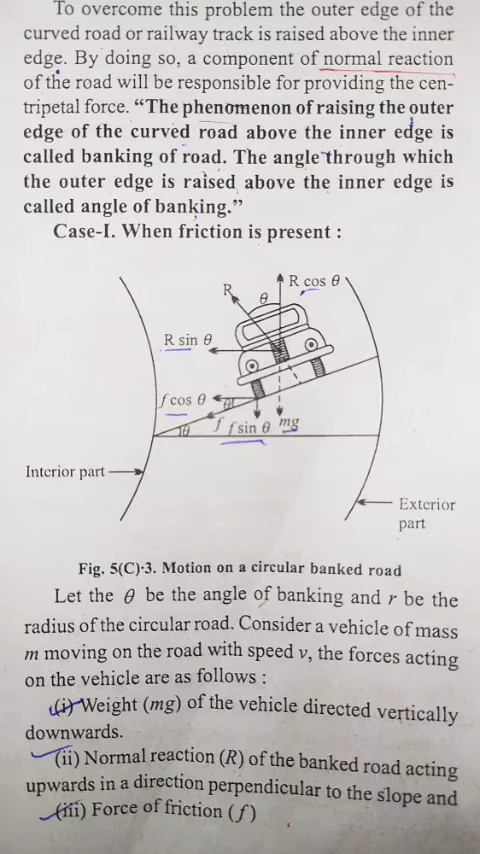 To overcome this problem the outer edge of the
curved road or railway track is raised above the inner
edge. By doing so, a component of normal reaction
of the road will be responsible for providing the cen-
tripetal force. “The phenomenon of raising the outer
edge of the curved road above the inner edge is
called banking of road. The angle through which
the outer edge is raised above the inner edge is
called angle of banking.”
Case-I. When friction is present :
R
θ
R cos θ
R sin θ
f cos θ
θ
f
f sin θ
mg
θ
Interior part
Exterior
part
Fig. 5(C)·3. Motion on a circular banked road
Let the θ be the angle of banking and r be the
radius of the circular road. Consider a vehicle of mass
m moving on the road with speed v, the forces acting
on the vehicle are as follows :
(i) Weight (mg) of the vehicle directed vertically
downwards.
(ii) Normal reaction (R) of the banked road acting
upwards in a direction perpendicular to the slope and
(iii) Force of friction (f)